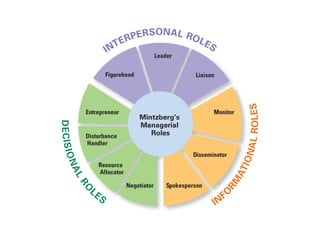 INTERPERSONAL ROLES
Leader
Figurehead
Liaison
Entrepreneur
Monitor
Mintzberg's
Managerial
Roles
Disturbance
Handler
Disseminator
Resource
Allocator
Negotiator
Spokesperson
DECISIONAL ROLES
INFORMATIONAL ROLES